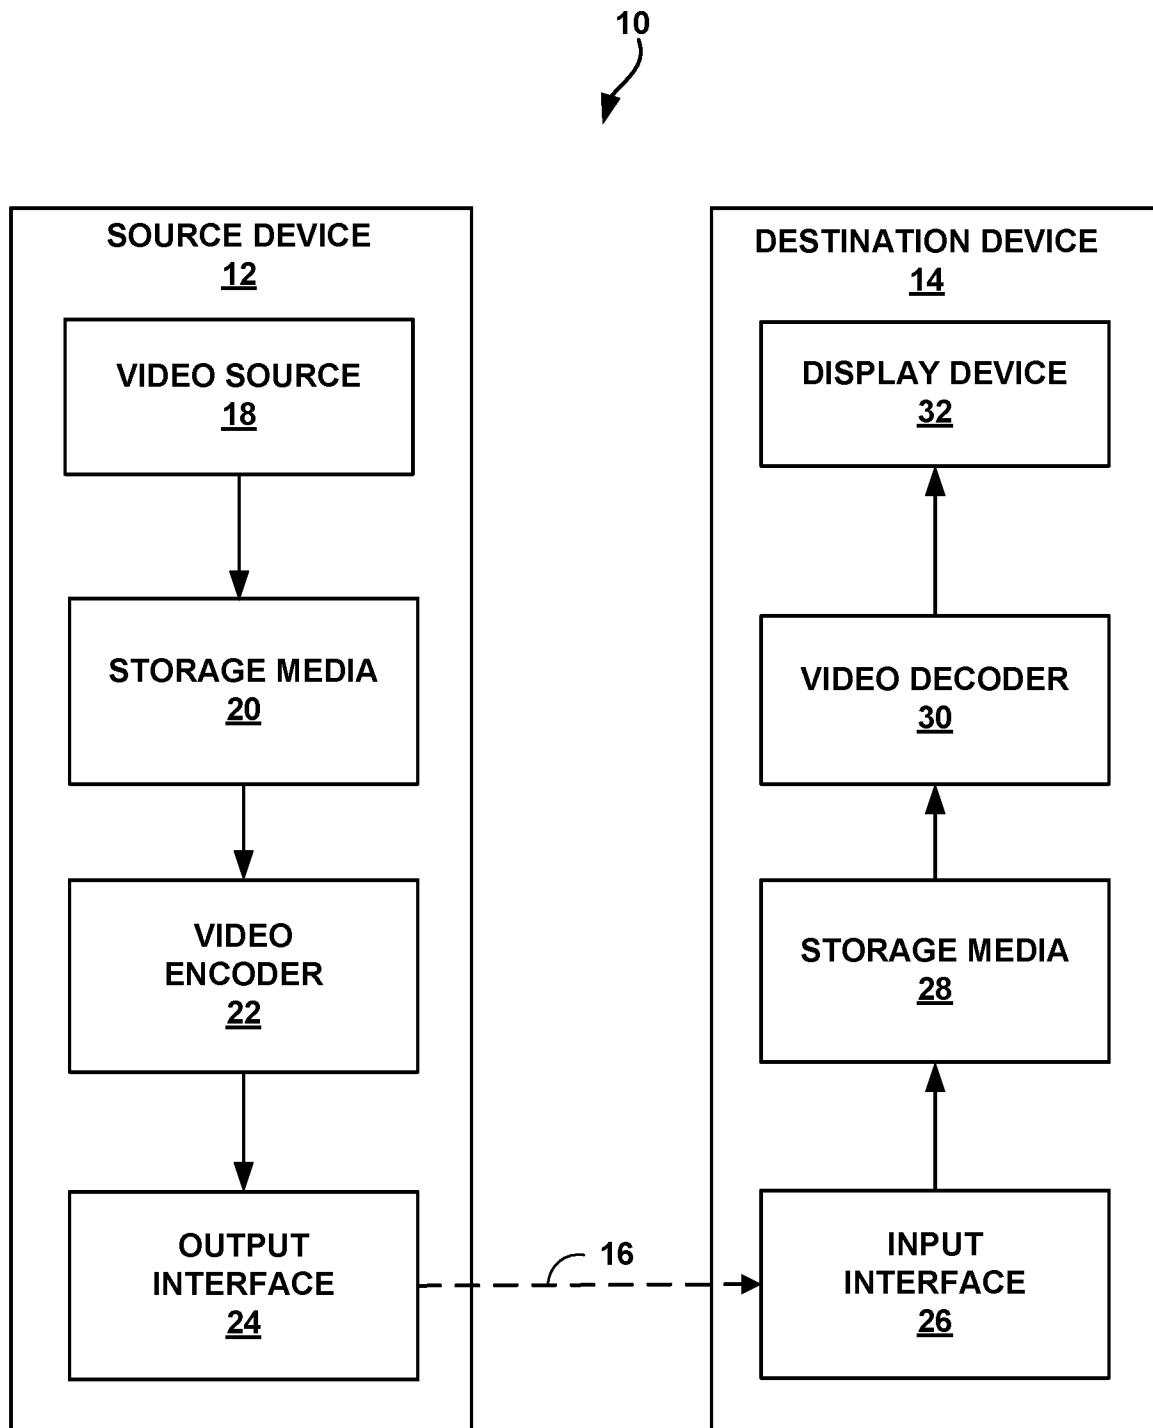 10
SOURCE DEVICE
12
VIDEO SOURCE
18
STORAGE MEDIA
20
VIDEO
ENCODER
22
OUTPUT
INTERFACE
24
16
DESTINATION DEVICE
14
DISPLAY DEVICE
32
VIDEO DECODER
30
STORAGE MEDIA
28
INPUT
INTERFACE
26